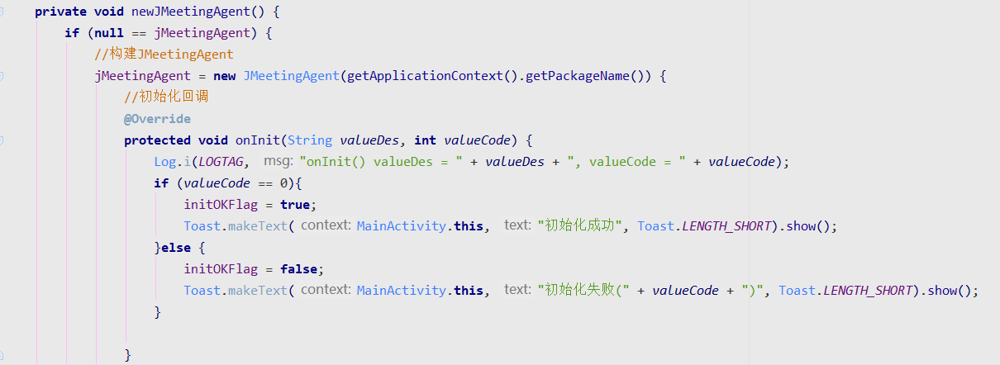 private void newJMeetingAgent() {
if (null == jMeetingAgent) {
//构建JMeetingAgent
jMeetingAgent = new JMeetingAgent(getApplicationContext().getPackageName()) {
//初始化回调
@Override
protected void onInit(String valueDes, int valueCode) {
Log.i(LOGTAG, msg: "onInit() valueDes = " + valueDes + ", valueCode = " + valueCode);
if (valueCode == 0){
initOKFlag = true;
Toast.makeText( context: MainActivity.this, text: "初始化成功", Toast.LENGTH_SHORT).show();
}else {
initOKFlag = false;
Toast.makeText( context: MainActivity.this, text: "初始化失败(" + valueCode + ")", Toast.LENGTH_SHORT).show();
}
}